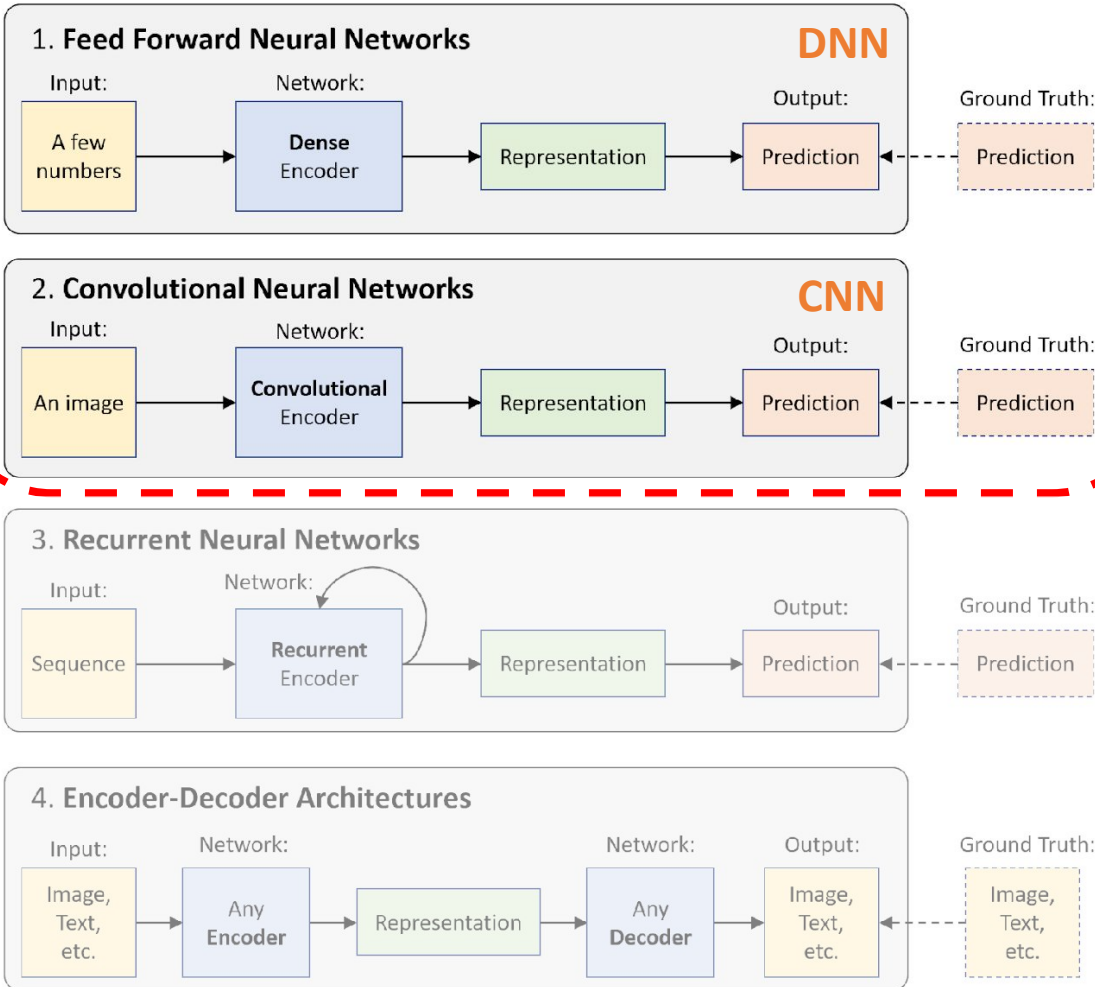 1. Feed Forward Neural Networks
DNN
Input:
Network:
Output:
Ground Truth:
A few
numbers
Dense
Encoder
Representation
Prediction
Prediction
2. Convolutional Neural Networks
CNN
Input:
Network:
Output:
Ground Truth:
An image
Convolutional
Encoder
Representation
Prediction
Prediction
3. Recurrent Neural Networks
Input:
Network:
Output:
Ground Truth:
Sequence
Recurrent
Encoder
Representation
Prediction
Prediction
4. Encoder-Decoder Architectures
Input:
Network:
Network:
Output:
Ground Truth:
Image,
Text,
etc.
Any
Encoder
Representation
Any
Decoder
Image,
Text,
etc.
Image,
Text,
etc.